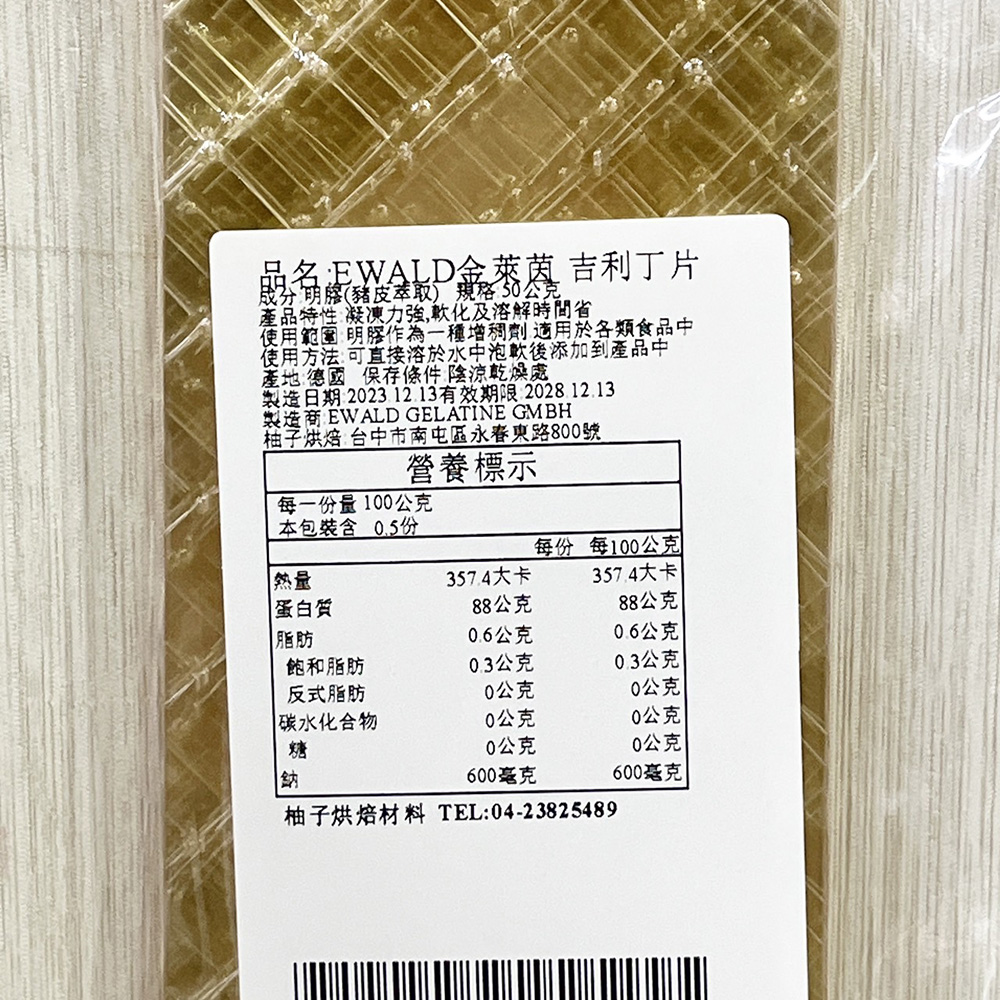 品名:EWALD金萊茵 吉利丁片
成分:明膠(豬皮萃取) 規格:50公克
產品特性:凝凍力強,軟化及溶解時間省
使用範圍:明膠作為一種增稠劑.適用於各類食品中
使用方法:可直接溶於水中泡軟後添加到產品中
產地:德國 保存條件:陰涼乾燥處
製造日期:2023.12.13有效期限:2028.12.13
製造商:EWALD GELATINE GMBH
柚子烘焙:台中市南屯區永春東路800號
營養標示
每一份量 100公克
本包裝含 0.5份
每份 每100公克
熱量 357.4大卡 357.4大卡
蛋白質 88公克 88公克
脂肪 0.6公克 0.6公克
飽和脂肪 0.3公克 0.3公克
反式脂肪 0公克 0公克
碳水化合物 0公克 0公克
糖 0公克 0公克
鈉 600毫克 600毫克
柚子烘焙材料 TEL:04-23825489